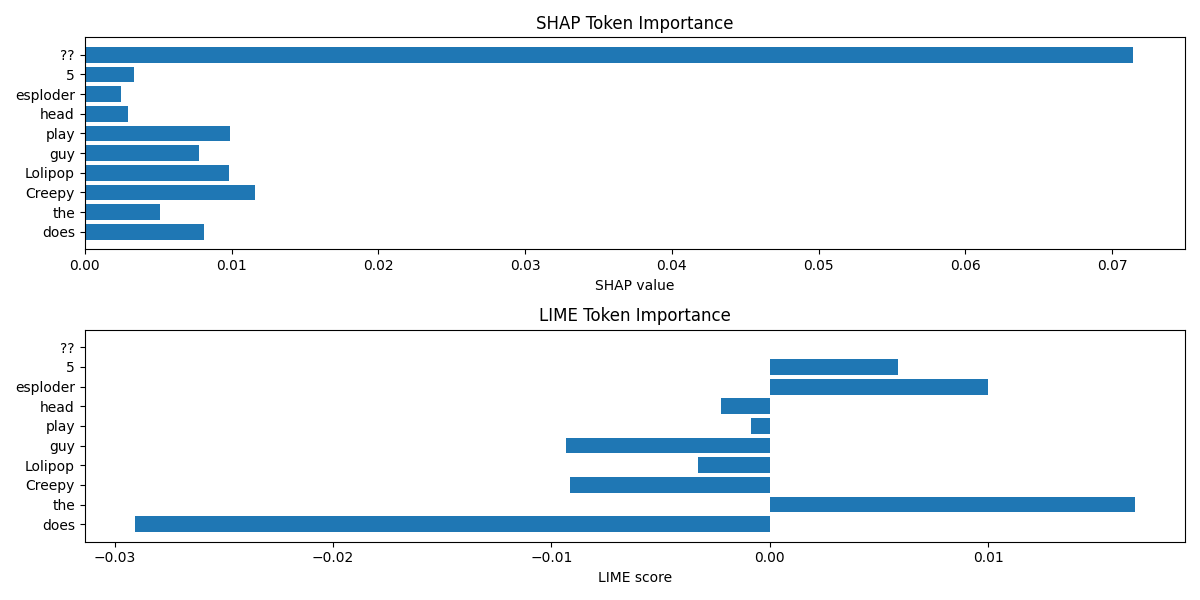 SHAP Token Importance
??
5
esploder
head
play
guy
Lolipop
Creepy
the
does
0.00 0.01 0.02 0.03 0.04 0.05 0.06 0.07
SHAP value
LIME Token Importance
??
5
esploder
head
play
guy
Lolipop
Creepy
the
does
−0.03 −0.02 −0.01 0.00 0.01
LIME score